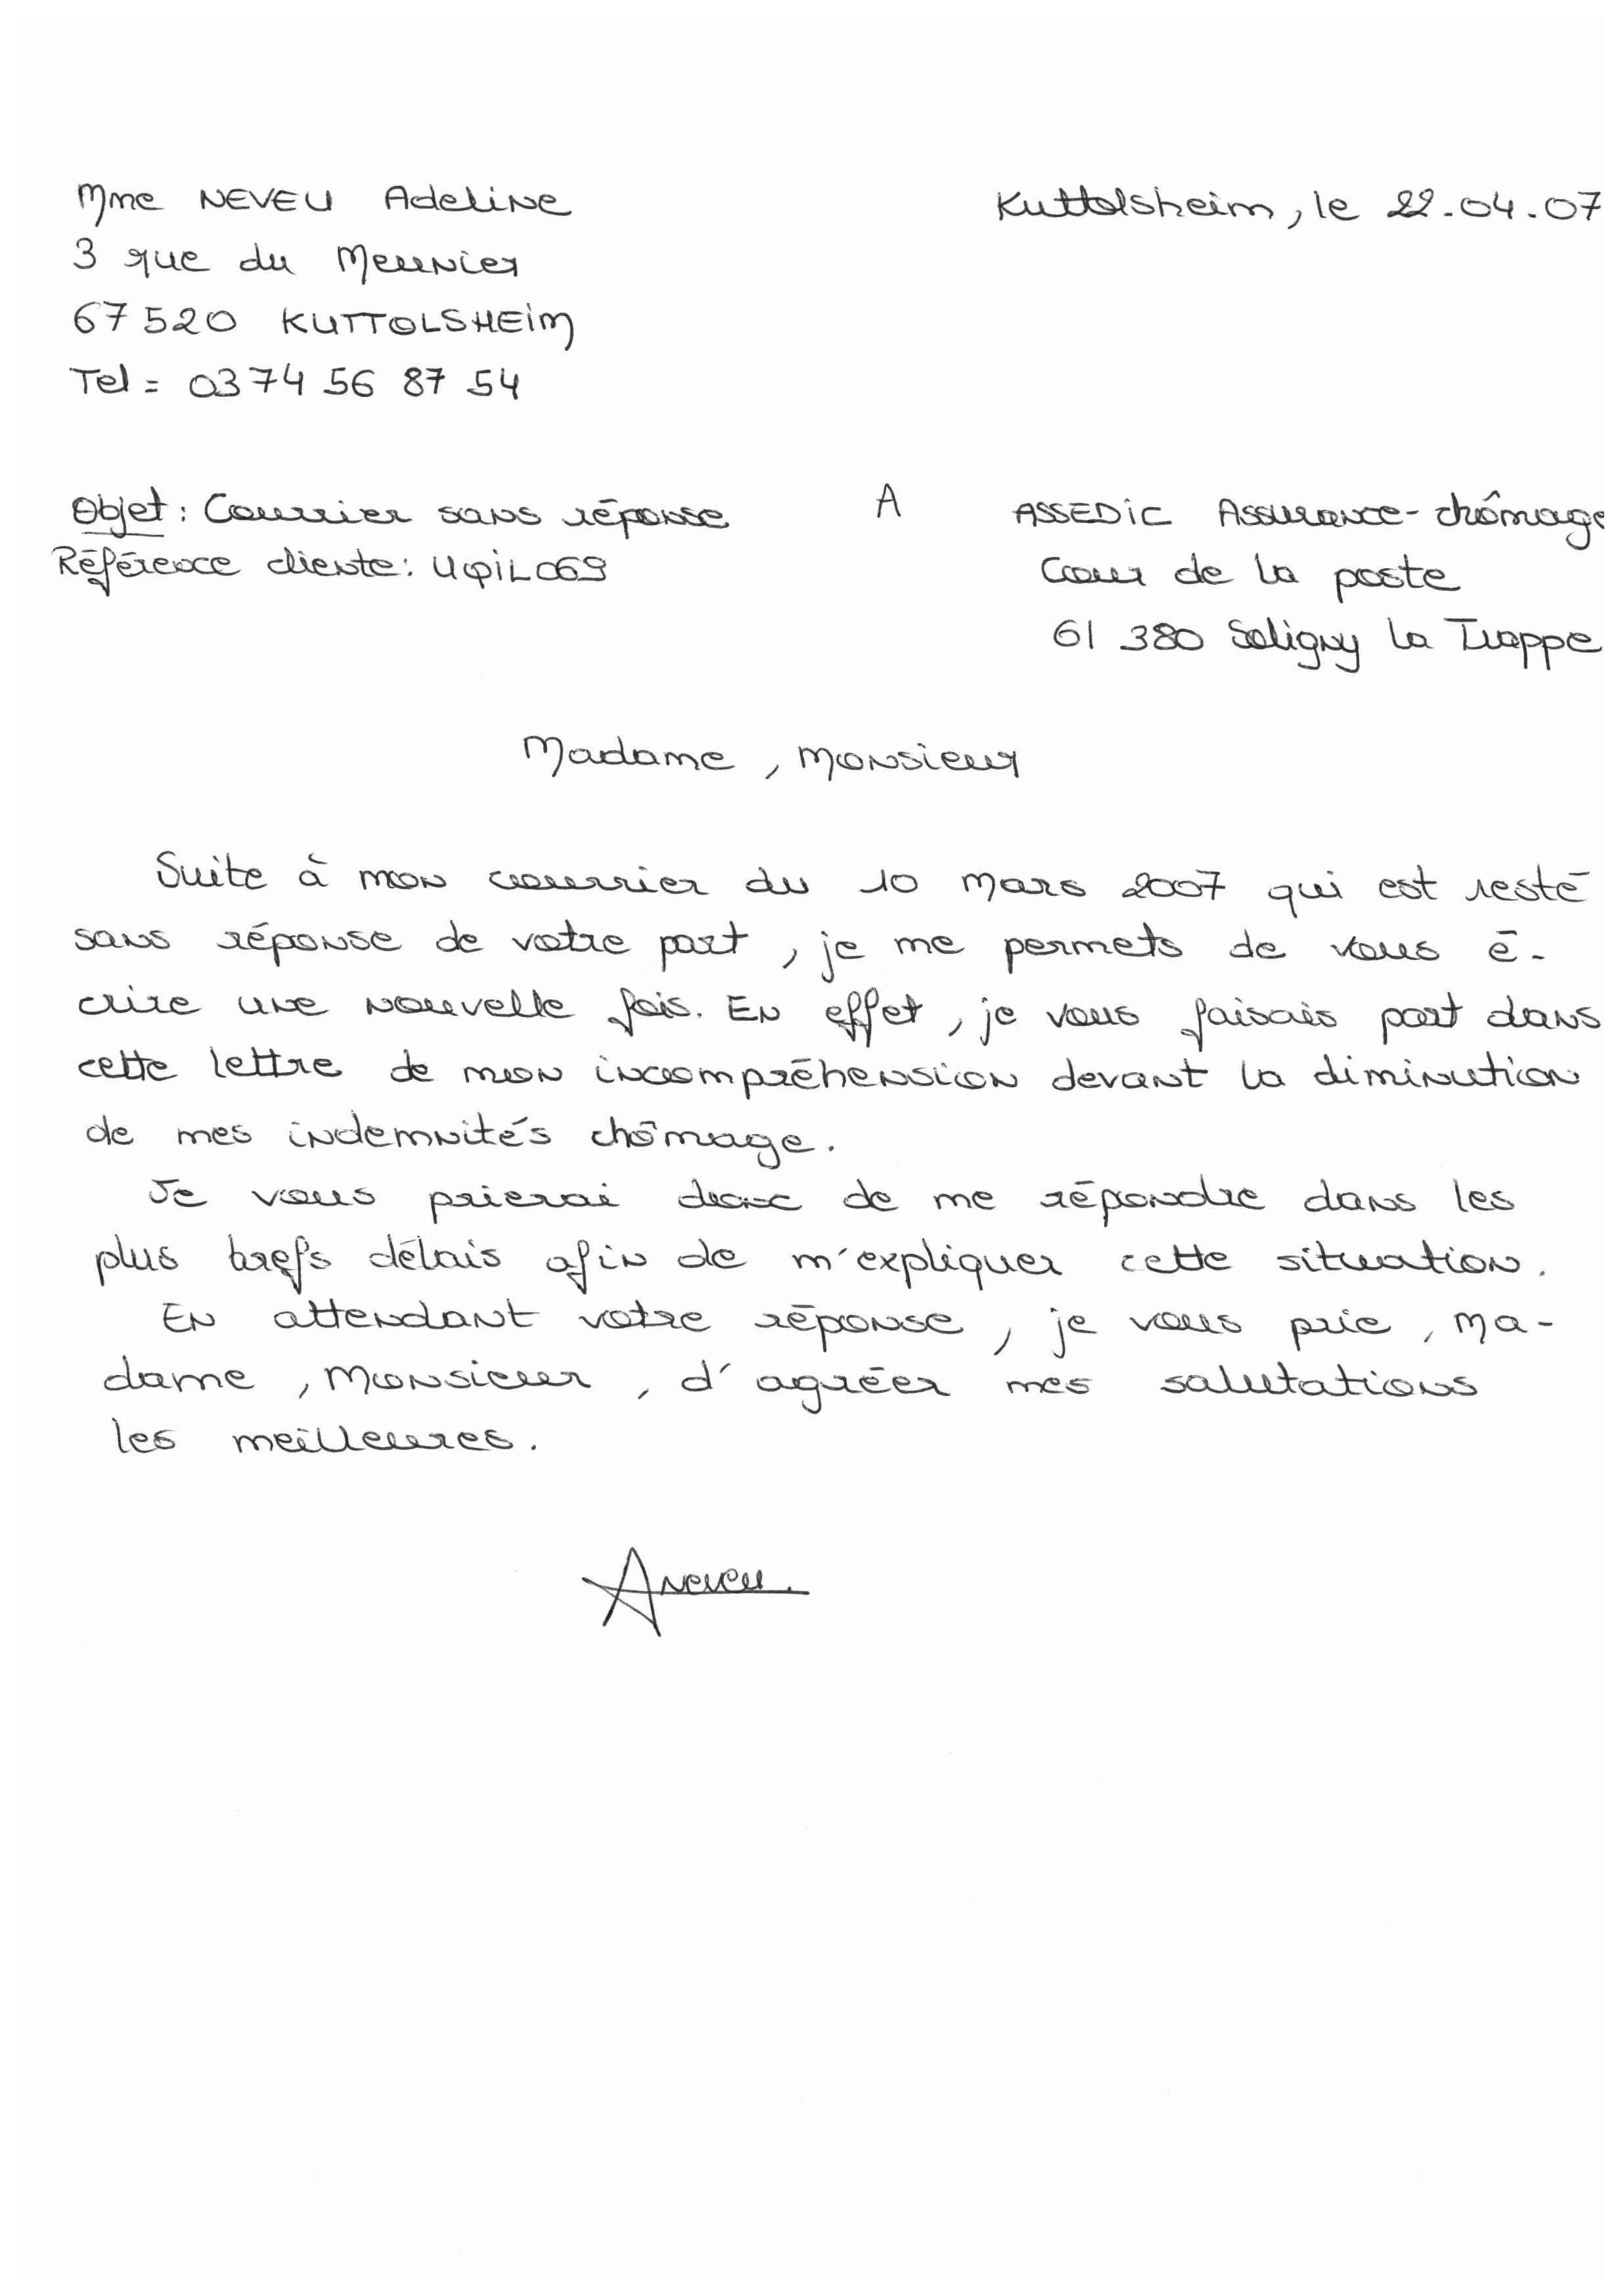 Mme NEVEU Adeline
Kuttolsheim, le 22.04.07
3 rue du Meunier
67520 KUTTOLSHEIM
Tel = 03 74 56 87 54
Objet : Courrier sans réponse
A
ASSEDIC Assurance-chômage
Référence cliente :
Cour de la poste
61 380 Soligny la Trappe
Madame, Monsieur
Suite à mon courrier du 10 mars 2007 qui est resté
sans réponse de votre part, je me permets de vous é-
crire une nouvelle fois. En effet, je vous faisais part dans
cette lettre de mon incompréhension devant la diminution
de mes indemnités chômage.
Je vous prierai donc de me répondre dans les
plus brefs délais afin de m'expliquer cette situation.
En attendant votre réponse, je vous prie, Ma-
dame, Monsieur, d'agréer mes salutations
les meilleures.
ANeveu